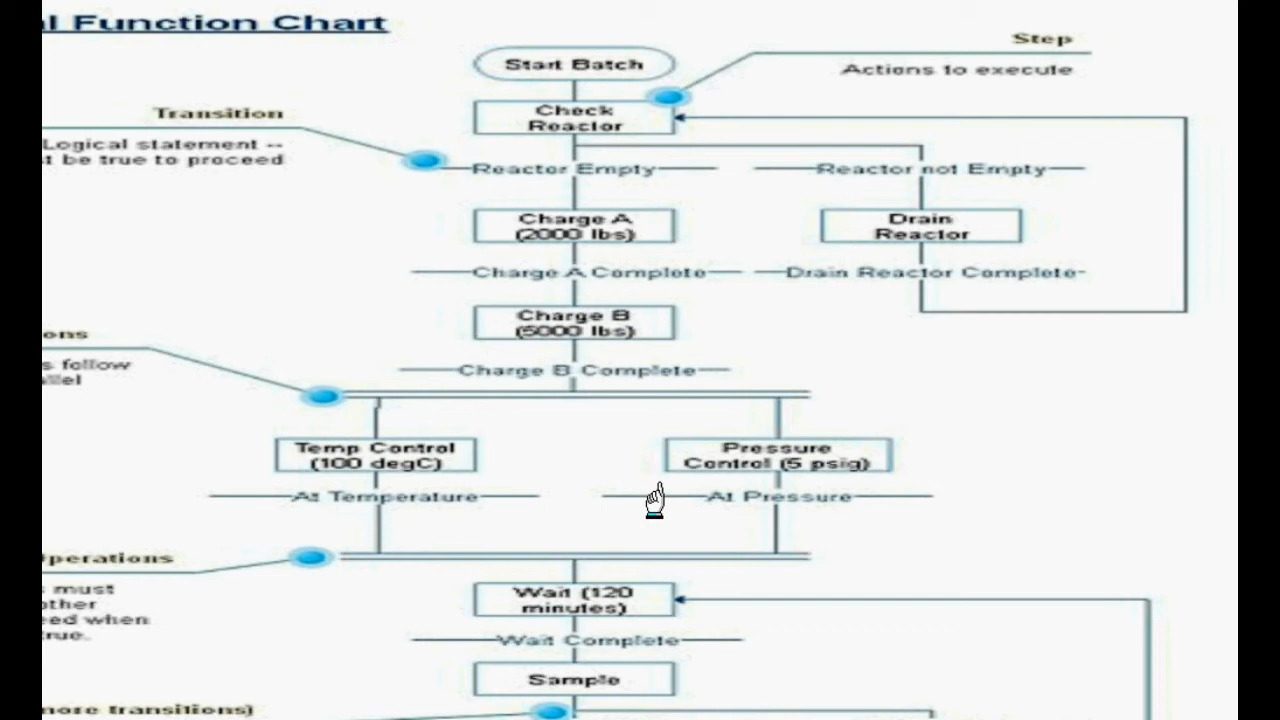 l Function Chart
Step
Start Batch
Actions to execute
Check
Reactor
Transition
Logical statement --
t be true to proceed
Reactor Empty
Reactor not Empty
Charge A
(2000 lbs)
Drain
Reactor
Charge A Complete
Drain Reactor Complete
Charge B
(5000 lbs)
ons
s follow
allel
Charge B Complete
Temp Control
(100 degC)
Pressure
Control (5 psig)
At Temperature
At Pressure
Operations
s must
other
eed when
true.
Wait (120
minutes)
Wait Complete
Sample
more transitions)